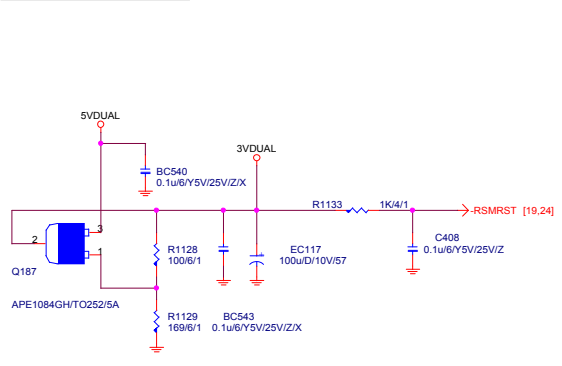 5VDUAL
BC540
0.1u/6/Y5V/25V/Z/X
3VDUAL
R1133
1K/4/1
-RSMRST [19,24]
3
2
1
Q187
R1128
100/6/1
EC117
100u/D/10V/57
C408
0.1u/6/Y5V/25V/Z
APE1084GH/TO252/5A
R1129
169/6/1
BC543
0.1u/6/Y5V/25V/Z/X